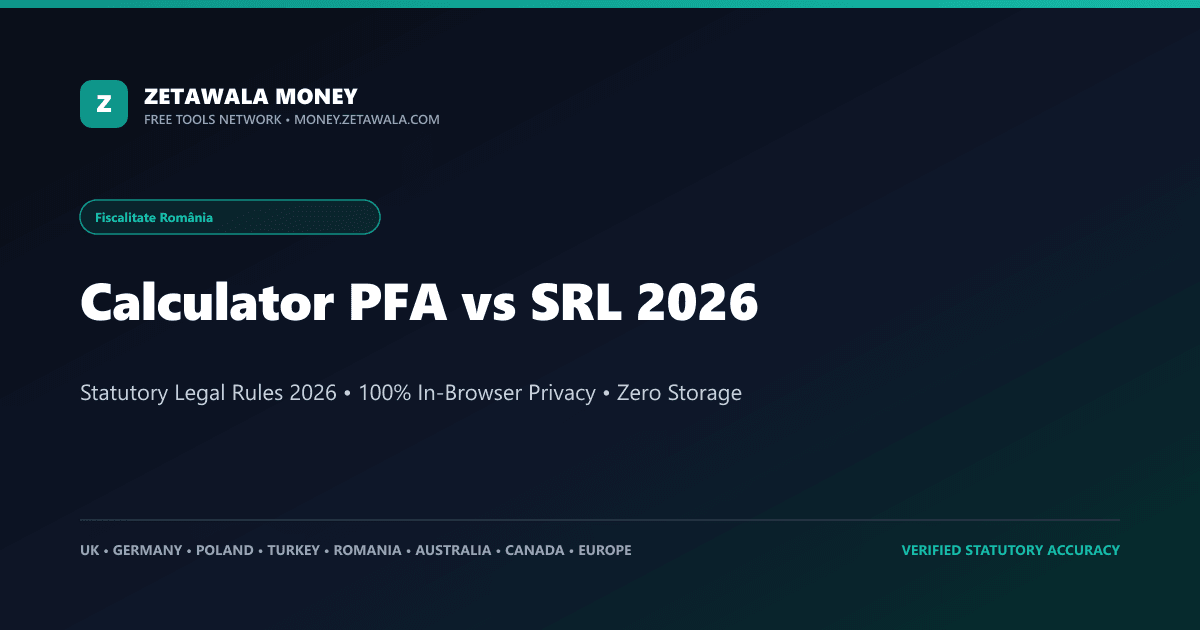 Z
ZETAWALA MONEY
FREE TOOLS NETWORK • MONEY.ZETAWALA.COM
Fiscalitate România
Calculator PFA vs SRL 2026
Statutory Legal Rules 2026 • 100% In-Browser Privacy • Zero Storage
UK • GERMANY • POLAND • TURKEY • ROMANIA • AUSTRALIA • CANADA • EUROPE
VERIFIED STATUTORY ACCURACY